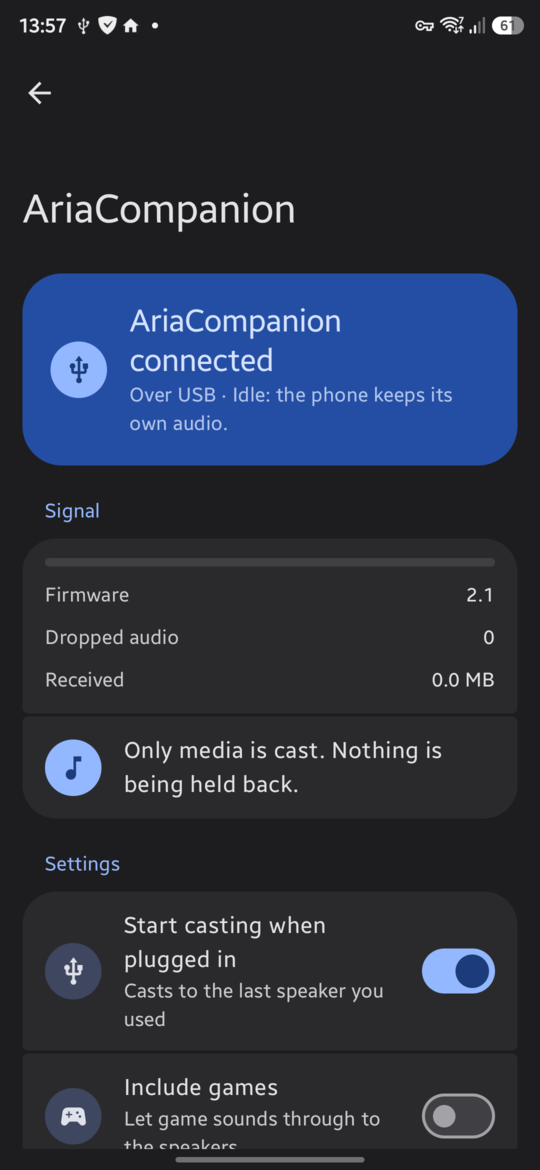 13:57
61
AriaCompanion
AriaCompanion
connected
Over USB · Idle: the phone keeps its
own audio.
Signal
Firmware 2.1
Dropped audio 0
Received 0.0 MB
Only media is cast. Nothing is
being held back.
Settings
Start casting when
plugged in
Casts to the last speaker you
used
Include games
Let game sounds through to
the speakers